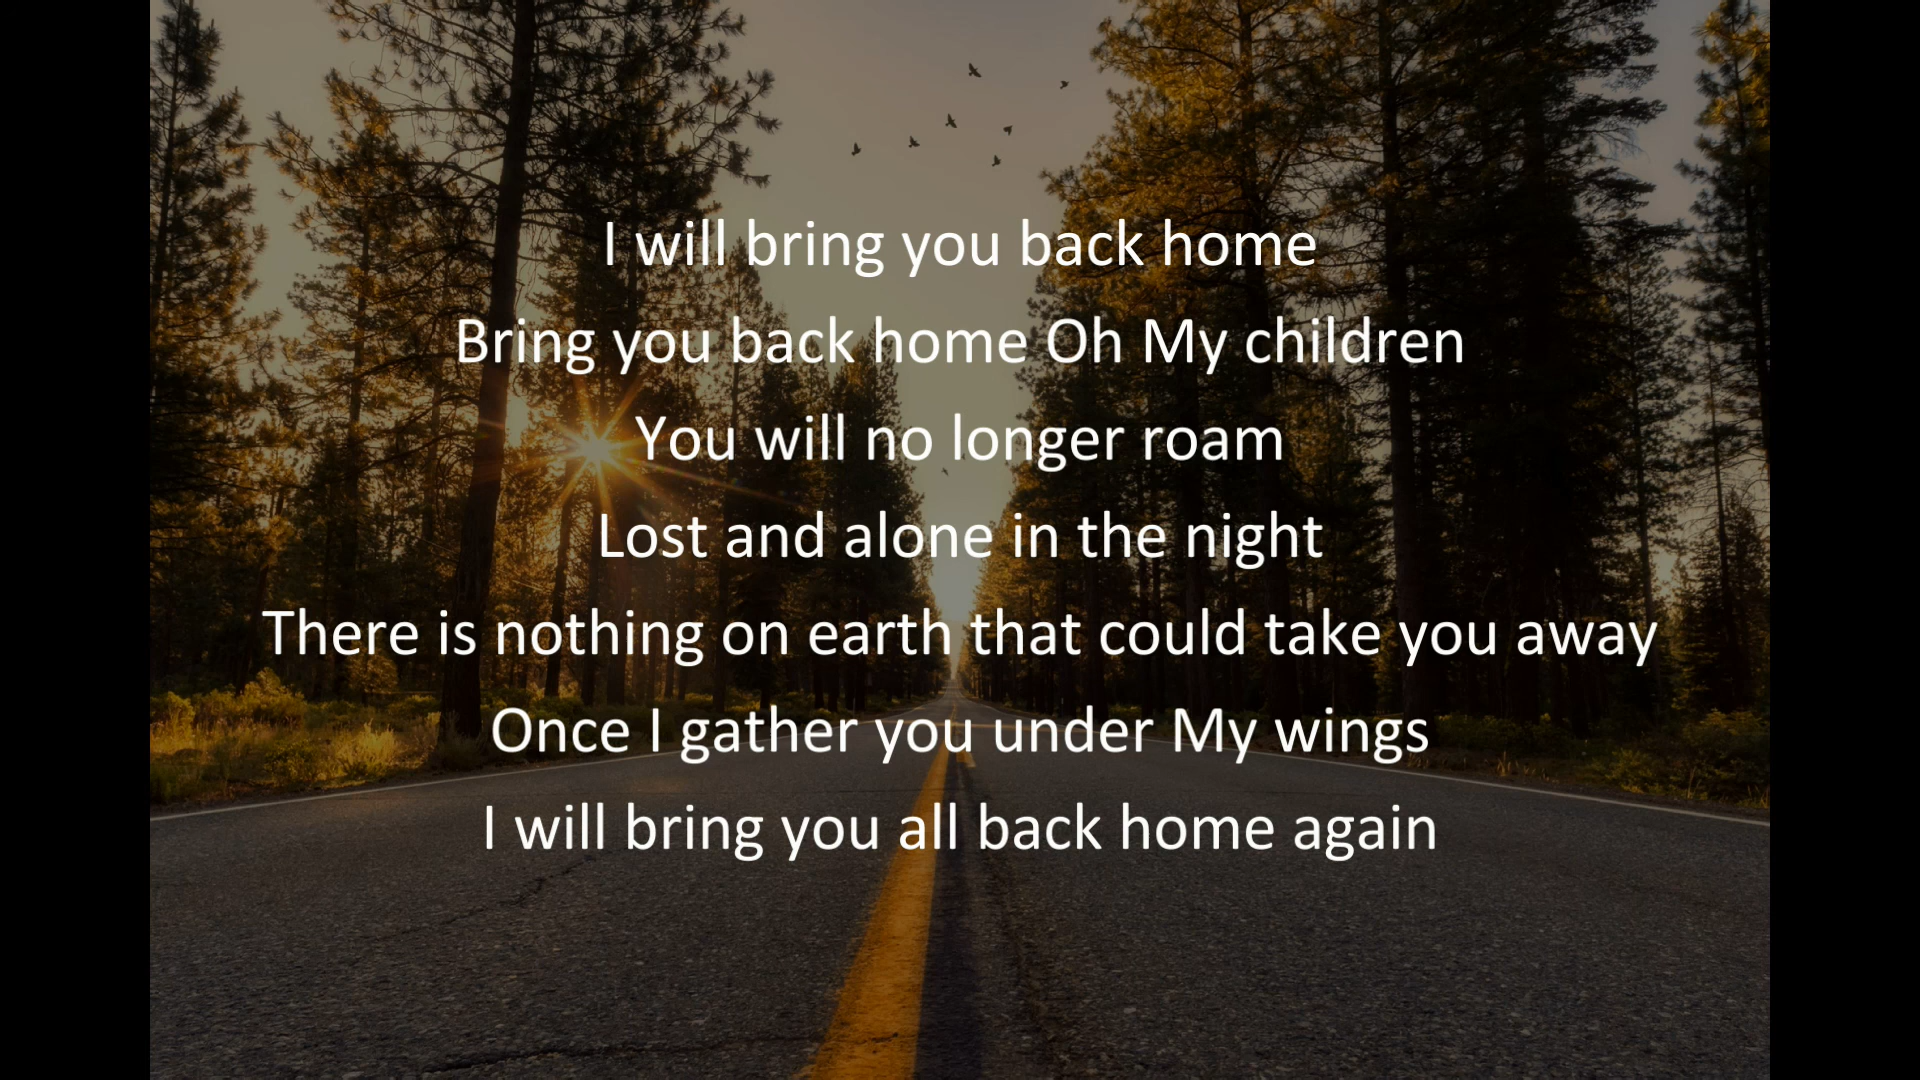 I will bring you back home
Bring you back home Oh My children
You will no longer roam
Lost and alone in the night
There is nothing on earth that could take you away
Once I gather you under My wings
I will bring you all back home again